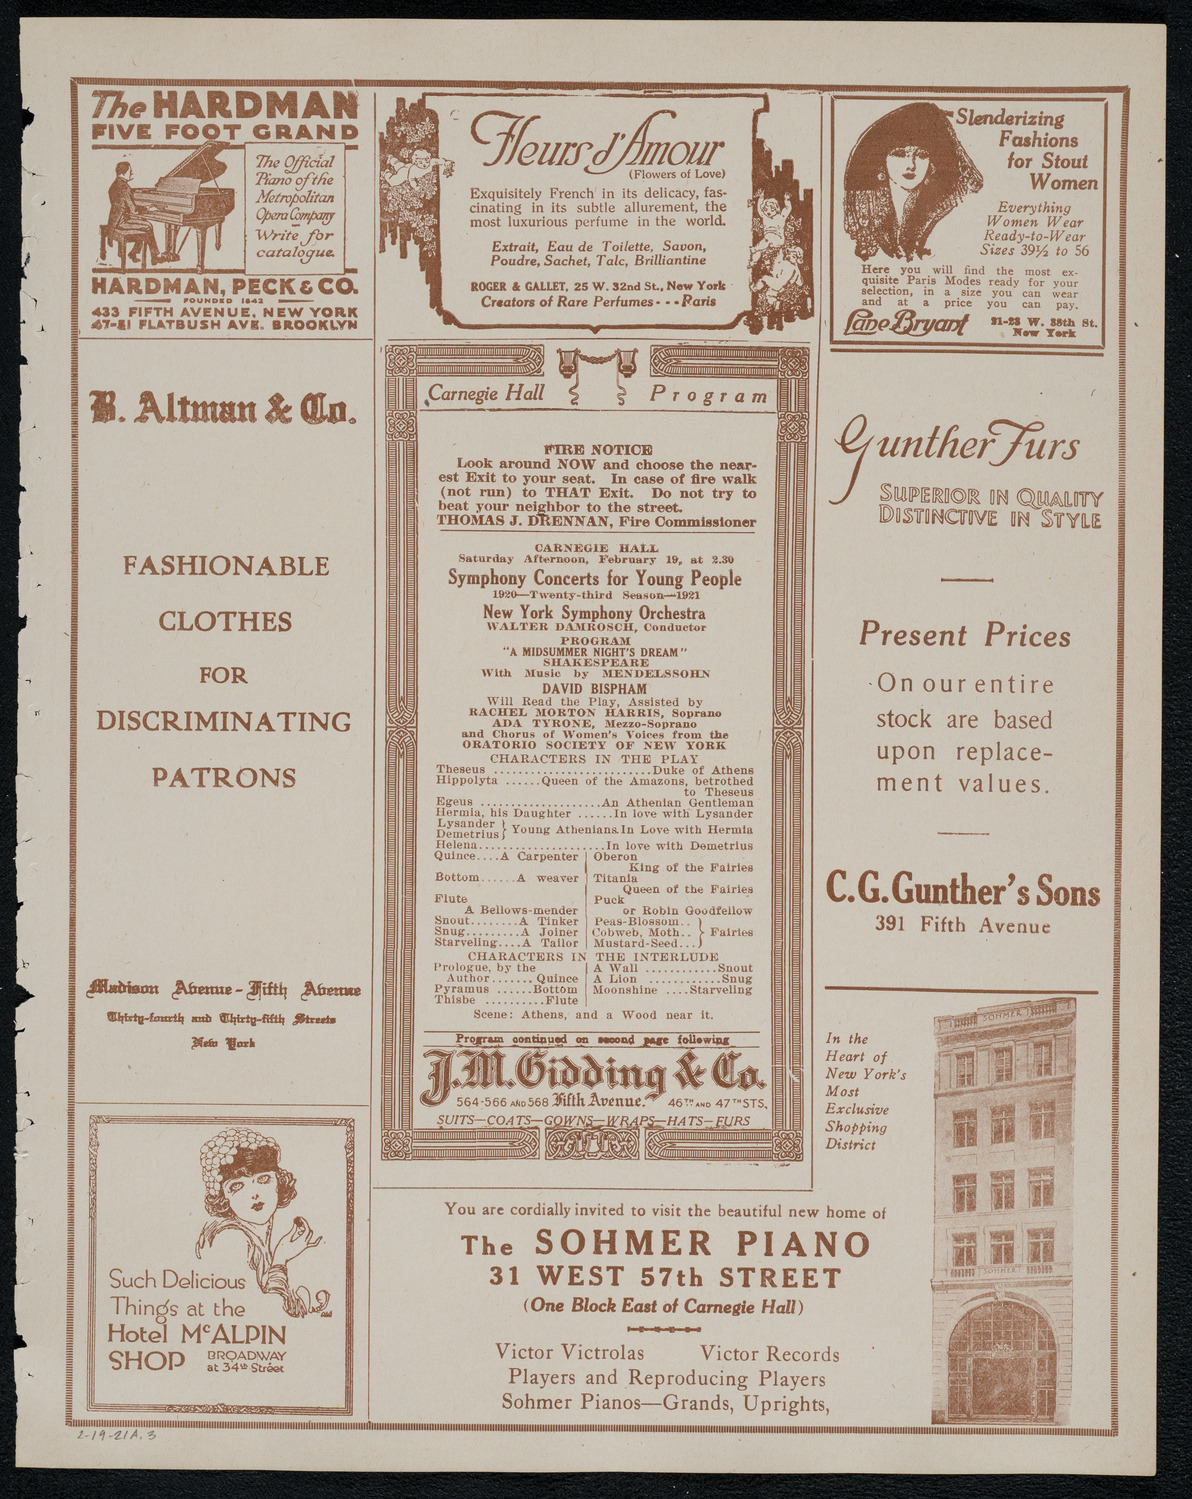 The HARDMAN
FIVE FOOT GRAND
The Official
Piano of the
Metropolitan
Opera Company
Write for
catalogue.
HARDMAN, PECK & CO.
FOUNDED 1842
433 FIFTH AVENUE, NEW YORK
47-51 FLATBUSH AVE. BROOKLYN
Fleurs d'Amour
(Flowers of Love)
Exquisitely French in its delicacy, fas-
cinating in its subtle allurement, the
most luxurious perfume in the world.
Extrait, Eau de Toilette, Savon,
Poudre, Sachet, Talc, Brilliantine
ROGER & GALLET, 25 W. 32nd St., New York
Creators of Rare Perfumes - - - Paris
Slenderizing
Fashions
for Stout
Women
Everything
Women Wear
Ready-to-Wear
Sizes 39½ to 56
Here you will find the most ex-
quisite Paris Modes ready for your
selection, in a size you can wear
and at a price you can pay.
Lane Bryant 21-23 W. 38th St.
New York
B. Altman & Co.
FASHIONABLE
CLOTHES
FOR
DISCRIMINATING
PATRONS
Madison Avenue - Fifth Avenue
Thirty-fourth and Thirty-fifth Streets
New York
Such Delicious
Things at the
Hotel McALPIN
SHOP BROADWAY
at 34th Street
Carnegie Hall Program
FIRE NOTICE
Look around NOW and choose the near-
est Exit to your seat. In case of fire walk
(not run) to THAT Exit. Do not try to
beat your neighbor to the street.
THOMAS J. DRENNAN, Fire Commissioner
CARNEGIE HALL
Saturday Afternoon, February 19, at 2.30
Symphony Concerts for Young People
1920—Twenty-third Season—1921
New York Symphony Orchestra
WALTER DAMROSCH, Conductor
PROGRAM
"A MIDSUMMER NIGHT'S DREAM"
SHAKESPEARE
With Music by MENDELSSOHN
DAVID BISPHAM
Will Read the Play, Assisted by
RACHEL MORTON HARRIS, Soprano
ADA TYRONE, Mezzo-Soprano
and Chorus of Women's Voices from the
ORATORIO SOCIETY OF NEW YORK
CHARACTERS IN THE PLAY
Theseus ........................Duke of Athens
Hippolyta ......Queen of the Amazons, betrothed
to Theseus
Egeus ...................An Athenian Gentleman
Hermia, his Daughter ......In love with Lysander
Lysander
Demetrius } Young Athenians.In Love with Hermia
Helena....................In love with Demetrius
Quince....A Carpenter
Bottom......A weaver
Flute
A Bellows-mender
Snout........A Tinker
Snug.........A Joiner
Starveling....A Tailor
Oberon
King of the Fairies
Titania
Queen of the Fairies
Puck
or Robin Goodfellow
Peas-Blossom..
Cobweb, Moth.. } Fairies
Mustard-Seed...
CHARACTERS IN THE INTERLUDE
Prologue, by the
Author.......Quince
Pyramus ......Bottom
Thisbe ..........Flute
A Wall ............Snout
A Lion ............Snug
Moonshine ....Starveling
Scene: Athens, and a Wood near it.
Program continued on second page following
J.M. Gidding & Co.
564-566 AND 568 Fifth Avenue. 46TH AND 47TH STS.
SUITS—COATS—GOWNS—WRAPS—HATS—FURS
Gunther Furs
SUPERIOR IN QUALITY
DISTINCTIVE IN STYLE
Present Prices
On our entire
stock are based
upon replace-
ment values.
C.G. Gunther's Sons
391 Fifth Avenue
In the
Heart of
New York's
Most
Exclusive
Shopping
District
SOHMER
SOHMER
You are cordially invited to visit the beautiful new home of
The SOHMER PIANO
31 WEST 57th STREET
(One Block East of Carnegie Hall)
Victor Victrolas Victor Records
Players and Reproducing Players
Sohmer Pianos—Grands, Uprights,
2-19-21A.3